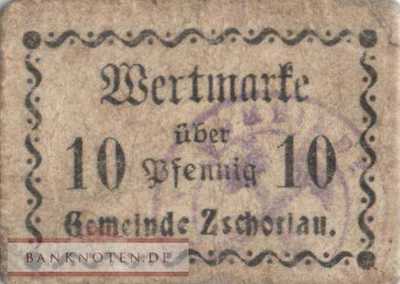 Wertmarke
über
10 Pfennig 10
Gemeinde Zschorlau.
BANKNOTEN.DE